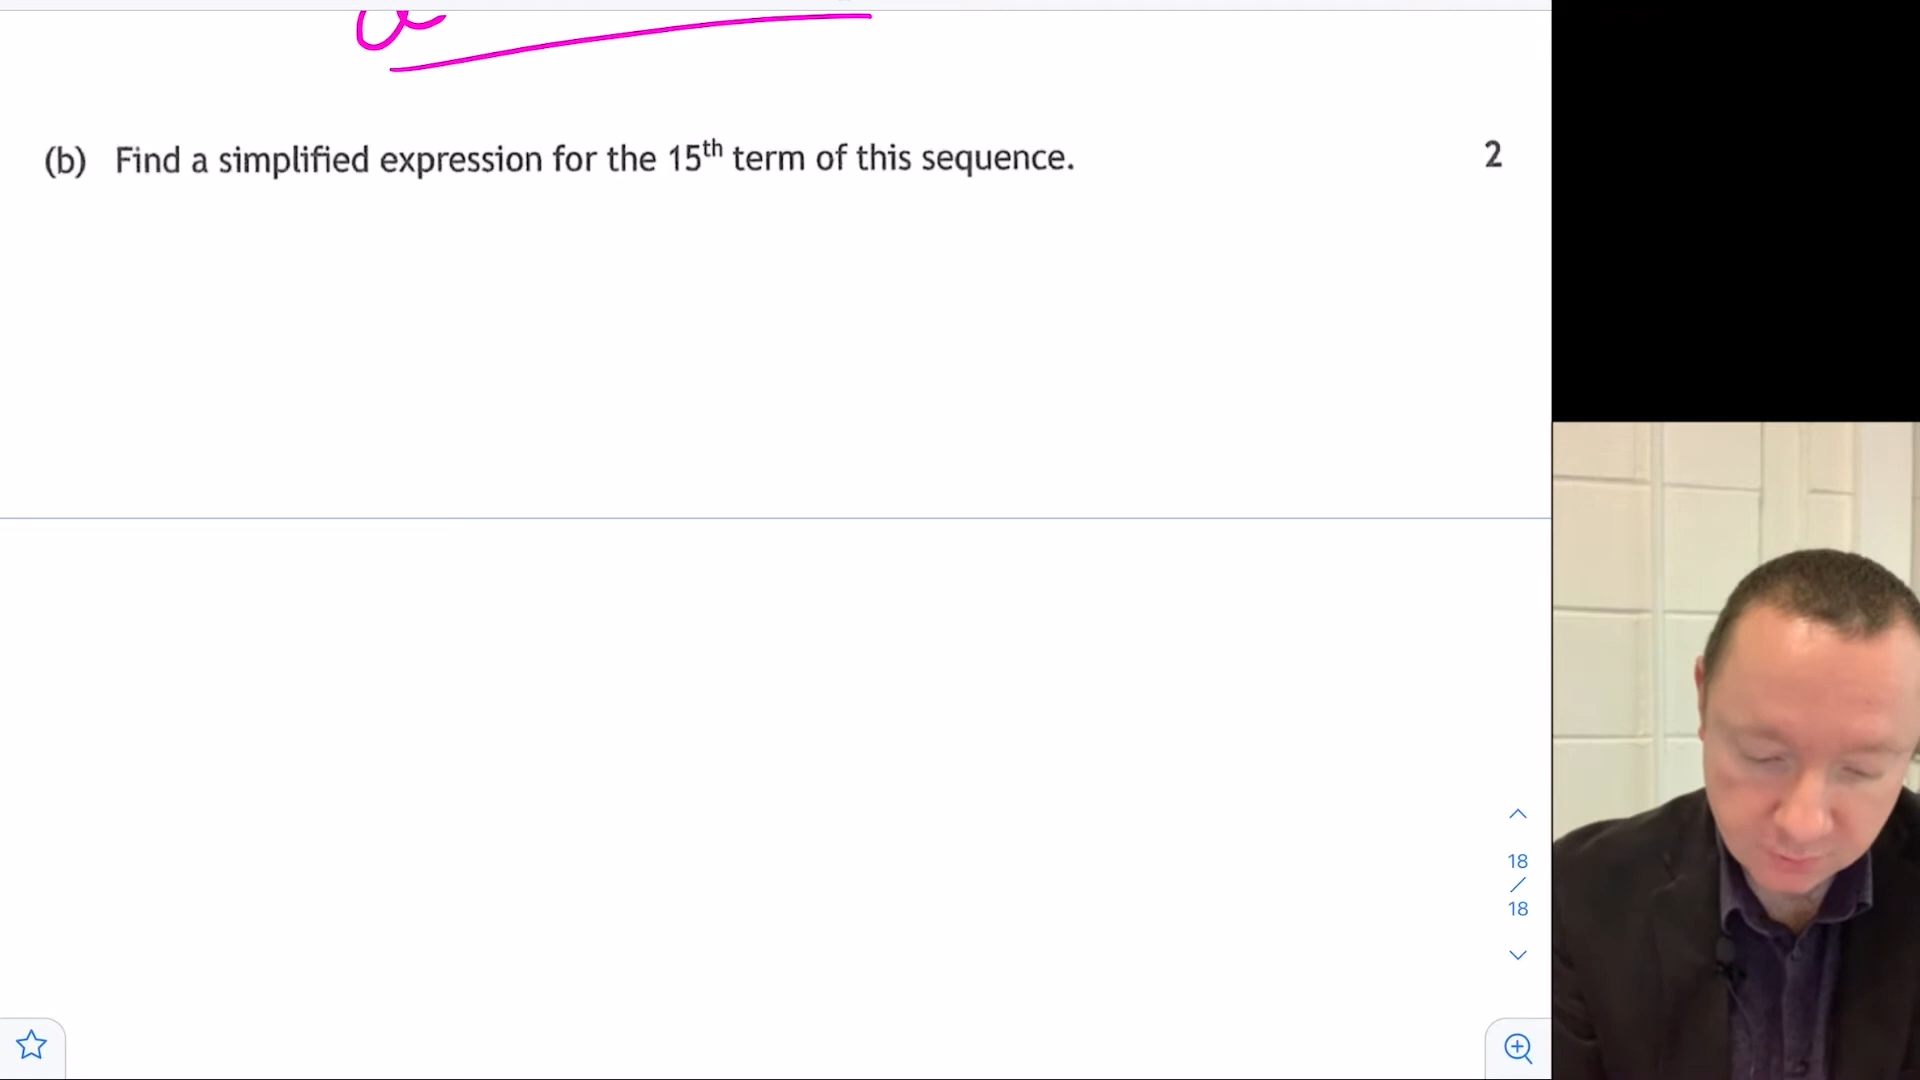 (b) Find a simplified expression for the 15th term of this sequence. 2
18
/
18